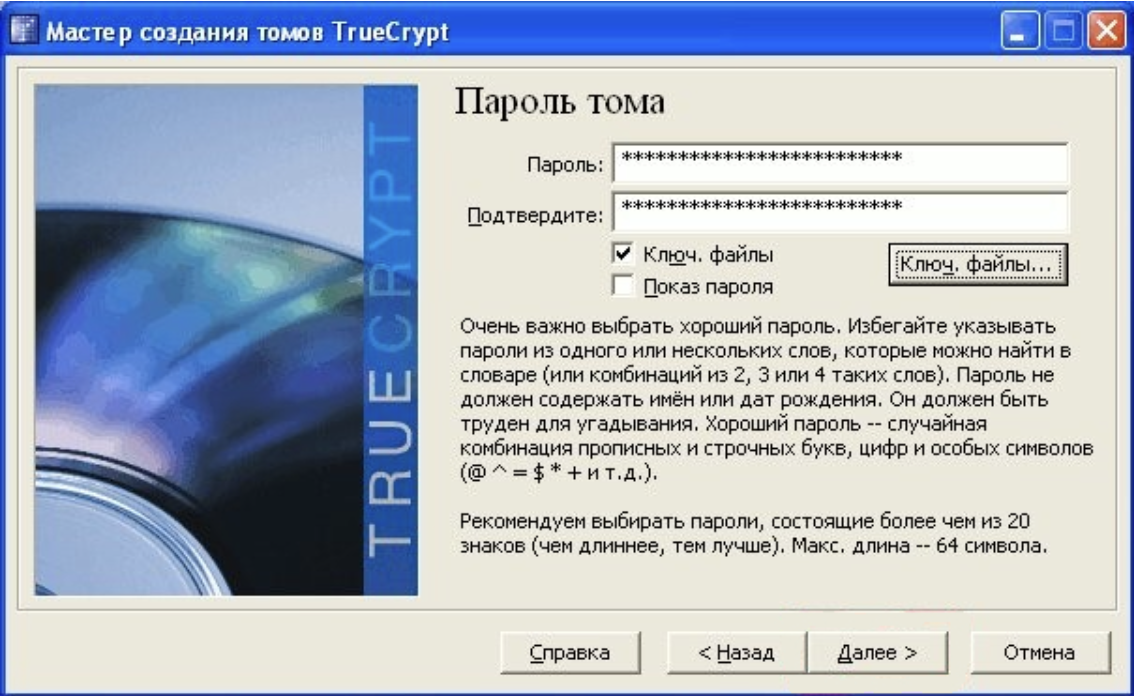 Мастер создания томов TrueCrypt
TRUECRYPT
Пароль тома
Пароль: *************************
Подтвердите: *************************
Ключ. файлы
Ключ. файлы...
Показ пароля
Очень важно выбрать хороший пароль. Избегайте указывать
пароли из одного или нескольких слов, которые можно найти в
словаре (или комбинаций из 2, 3 или 4 таких слов). Пароль не
должен содержать имён или дат рождения. Он должен быть
труден для угадывания. Хороший пароль -- случайная
комбинация прописных и строчных букв, цифр и особых символов
(@ ^ = $ * + и т.д.).
Рекомендуем выбирать пароли, состоящие более чем из 20
знаков (чем длиннее, тем лучше). Макс. длина -- 64 символа.
Справка
< Назад
Далее >
Отмена